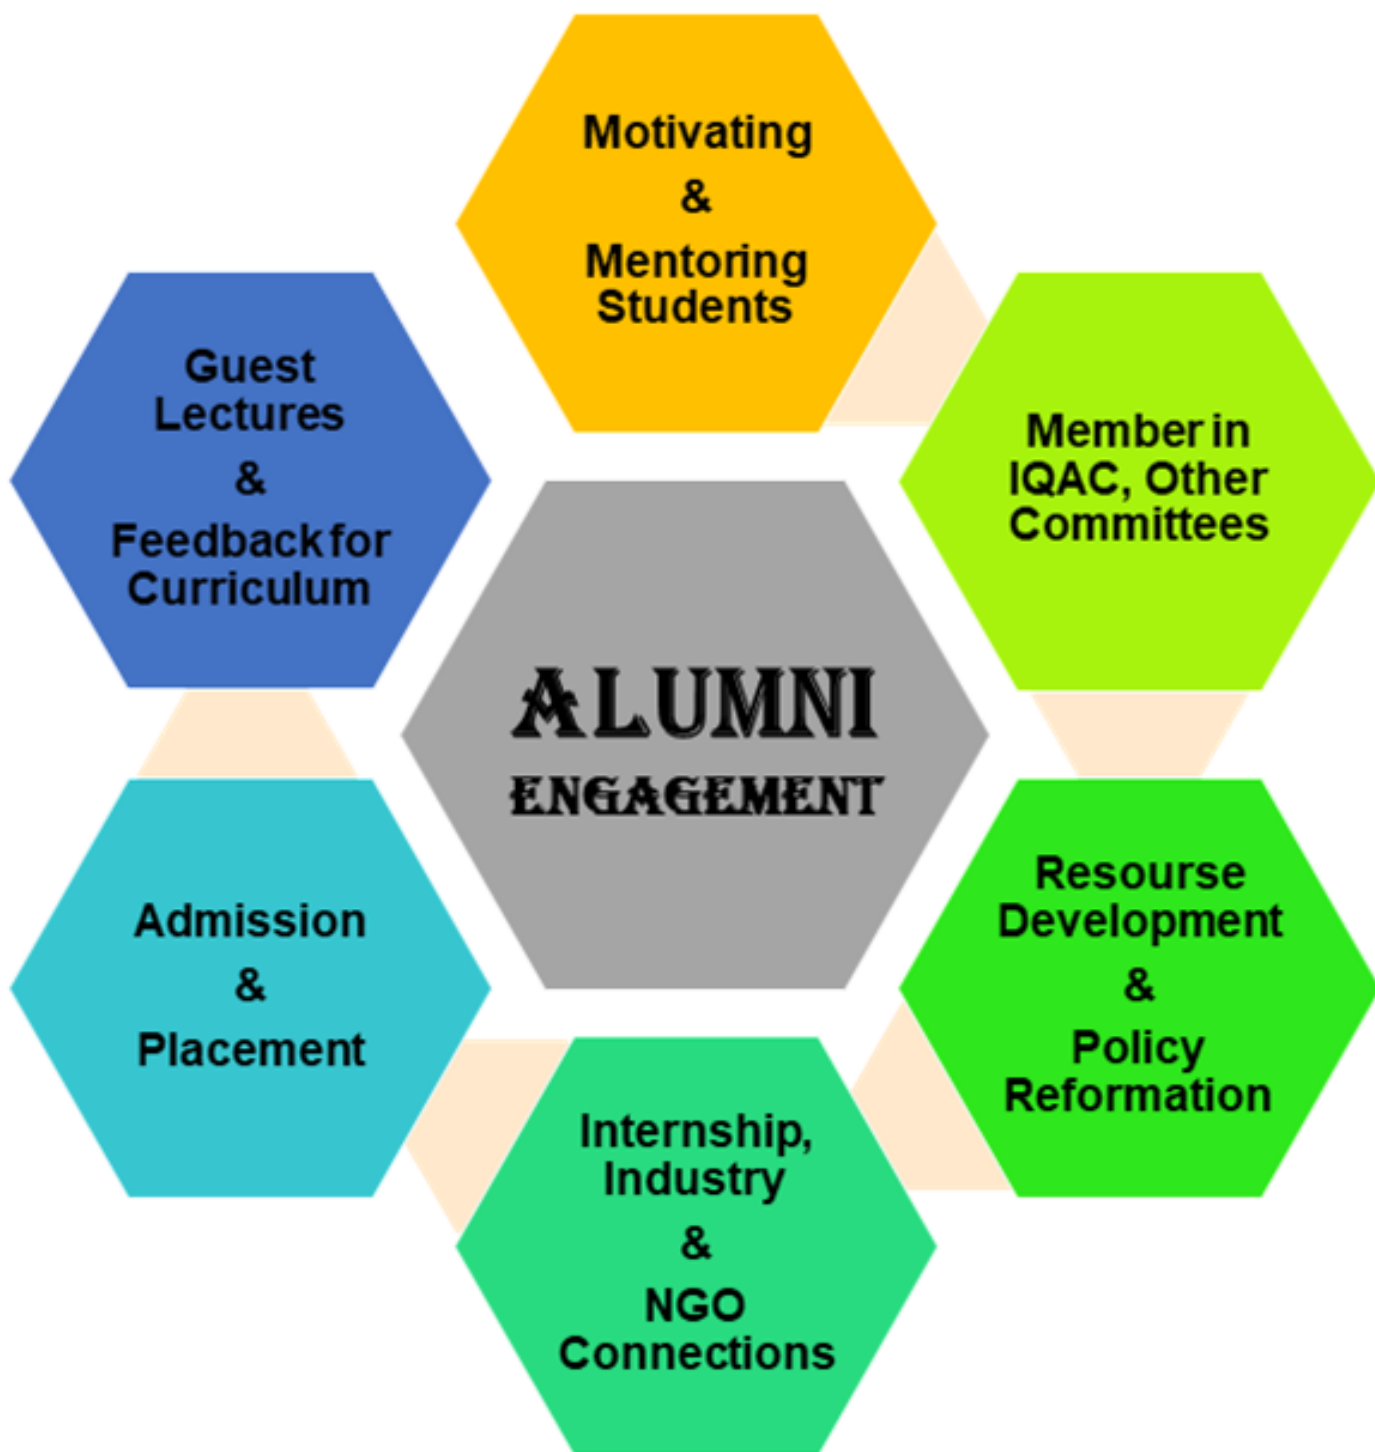 Motivating
&
Mentoring
Students
Guest
Lectures
&
Feedback for
Curriculum
Member in
IQAC, Other
Committees
ALUMNI
ENGAGEMENT
Admission
&
Placement
Resourse
Development
&
Policy
Reformation
Internship,
Industry
&
NGO
Connections